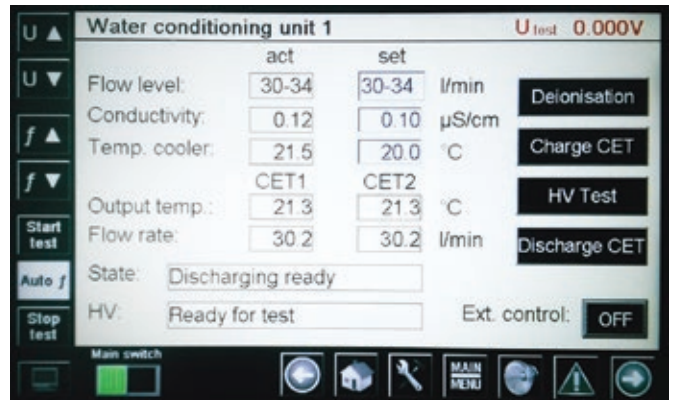 U ▲
U ▼
f ▲
f ▼
Start
test
Auto f
Stop
test
Water conditioning unit 1
U test 0.000V
act set
Flow level: 30-34 30-34 l/min
Conductivity: 0.12 0.10 µS/cm
Temp. cooler: 21.5 20.0 °C
CET1 CET2
Output temp.: 21.3 21.3 °C
Flow rate: 30.2 30.2 l/min
State: Discharging ready
HV: Ready for test
Deionisation
Charge CET
HV Test
Discharge CET
Ext. control: OFF
Main switch
MAIN
MENU